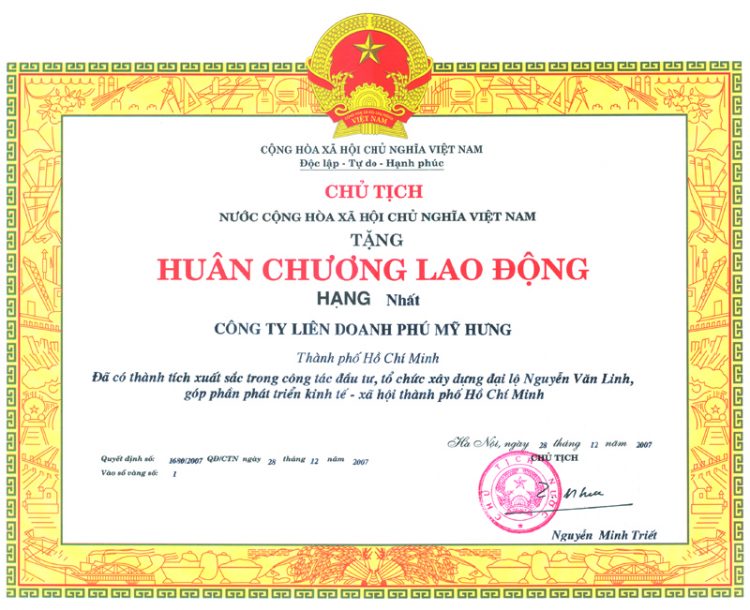 VIỆT NAM
CỘNG HÒA XÃ HỘI CHỦ NGHĨA VIỆT NAM
Độc lập - Tự do - Hạnh phúc
CHỦ TỊCH
NƯỚC CỘNG HÒA XÃ HỘI CHỦ NGHĨA VIỆT NAM
TẶNG
HUÂN CHƯƠNG LAO ĐỘNG
HẠNG Nhất
CÔNG TY LIÊN DOANH PHÚ MỸ HƯNG
Thành phố Hồ Chí Minh
Đã có thành tích xuất sắc trong công tác đầu tư, tổ chức xây dựng đại lộ Nguyễn Văn Linh,
góp phần phát triển kinh tế - xã hội thành phố Hồ Chí Minh
Hà Nội, ngày 28 tháng 12 năm 2007
Quyết định số: 1680/2007 QĐ/CTN ngày 28 tháng 12 năm 2007
CHỦ TỊCH
Vào sổ vàng số: 1
CHỦ TỊCH NƯỚC
Nguyễn Minh Triết